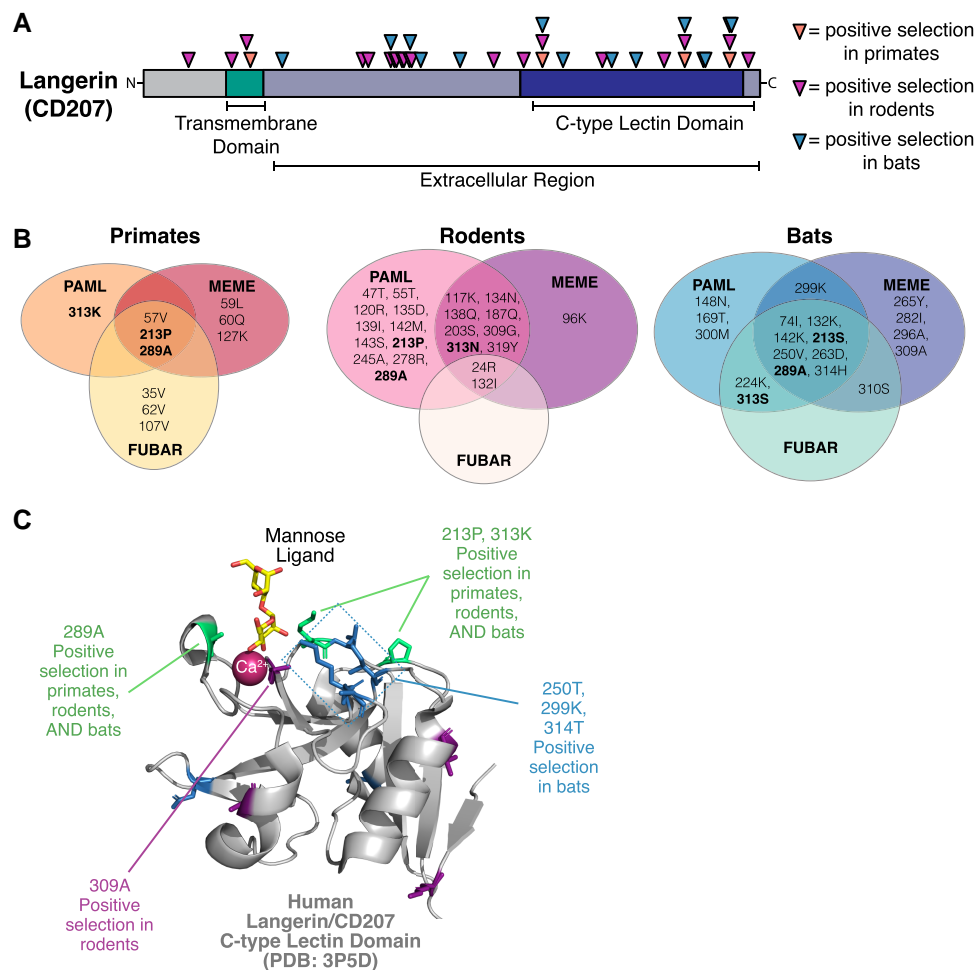 A
Langerin
(CD207)
N
C
Transmembrane
Domain
C-type Lectin Domain
Extracellular Region
= positive selection
in primates
= positive selection
in rodents
= positive selection
in bats
B
Primates
PAML
MEME
313K
59L
60Q
127K
57V
213P
289A
35V
62V
107V
FUBAR
Rodents
PAML
MEME
47T, 55T,
120R, 135D,
139I, 142M,
143S, 213P,
245A, 278R,
289A
117K, 134N,
138Q, 187Q,
203S, 309G,
313N, 319Y
96K
24R
132I
FUBAR
Bats
PAML
MEME
299K
148N,
169T,
300M
265Y,
282I,
296A,
309A
74I, 132K,
142K, 213S,
250V, 263D,
289A, 314H
224K,
313S
310S
FUBAR
C
Mannose
Ligand
213P, 313K
Positive
selection in
primates,
rodents,
AND bats
289A
Positive
selection in
primates,
rodents,
AND bats
Ca2+
250T,
299K,
314T
Positive
selection
in bats
309A
Positive
selection in
rodents
Human
Langerin/CD207
C-type Lectin Domain
(PDB: 3P5D)